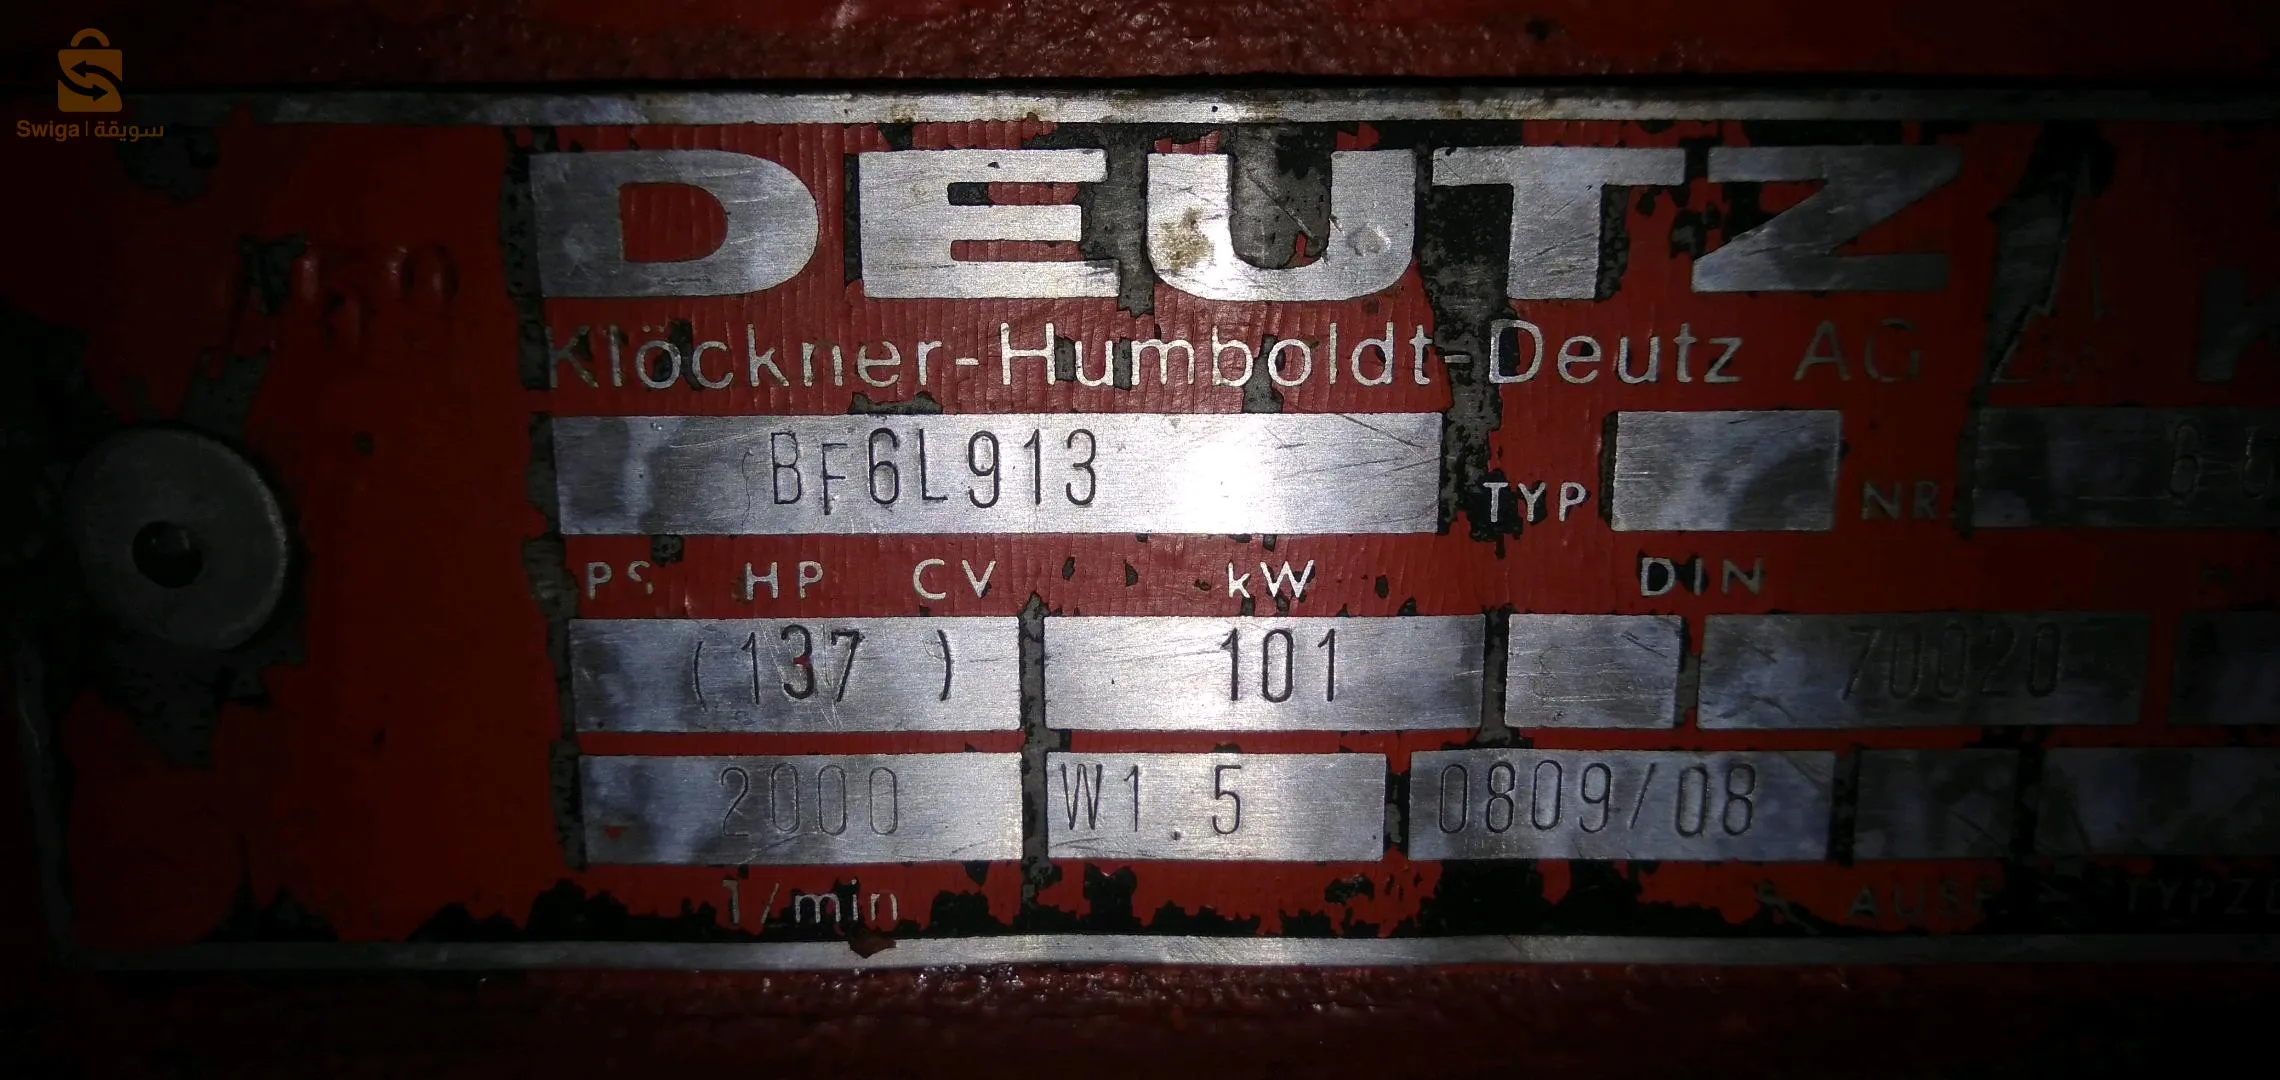 Swiga | سويقة
DEUTZ
Klöckner-Humboldt-Deutz AG
BF6L913 TYP NR.
PS HP CV kW DIN
(137 ) 101 70020
2000 W1.5 0809/08
1/min AUSF.